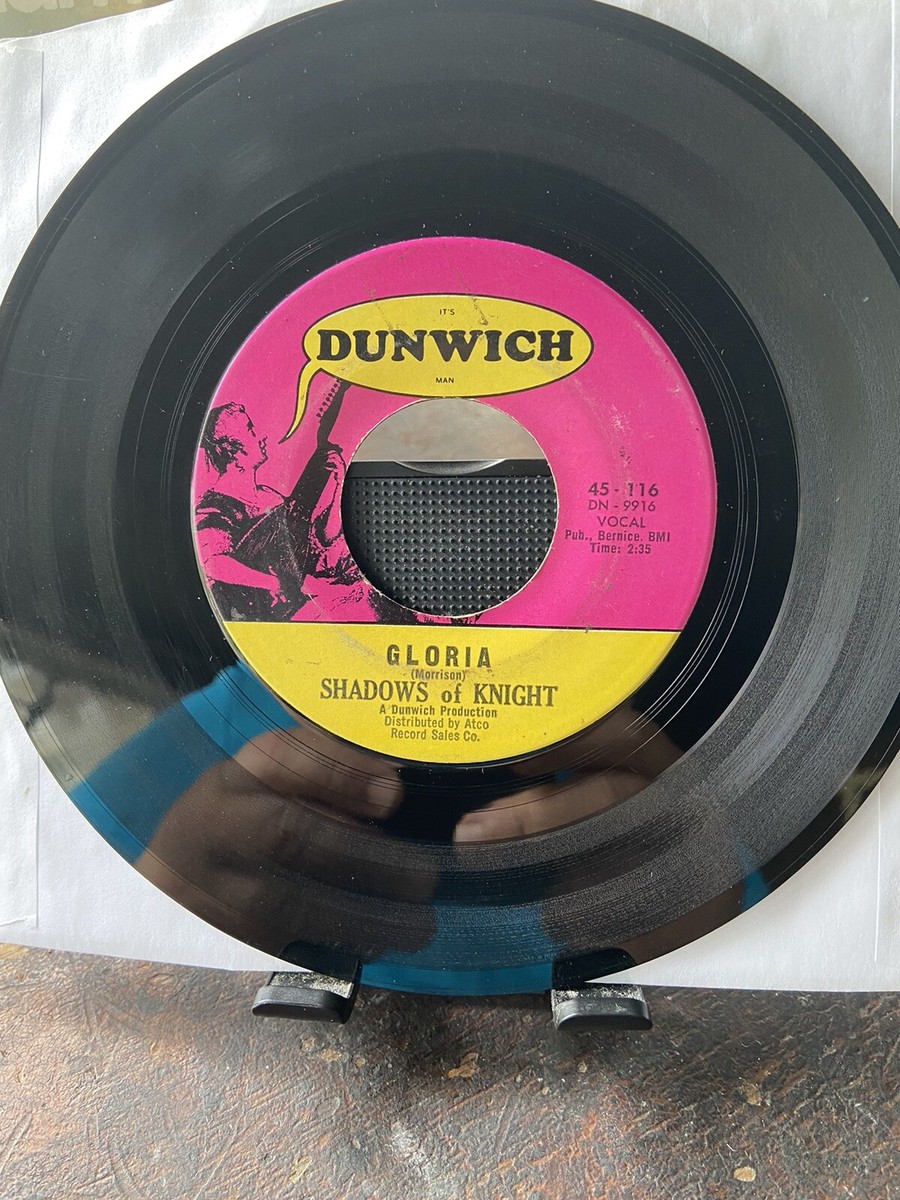 IT'S
DUNWICH
MAN
45 - 116
DN - 9916
VOCAL
Pub., Bernice. BMI
Time: 2:35
GLORIA
(Morrison)
SHADOWS of KNIGHT
A Dunwich Production
Distributed by Atco
Record Sales Co.